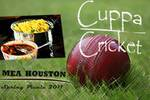 Cuppa
Cricket
MEA HOUSTON
Spring Picnic 2011